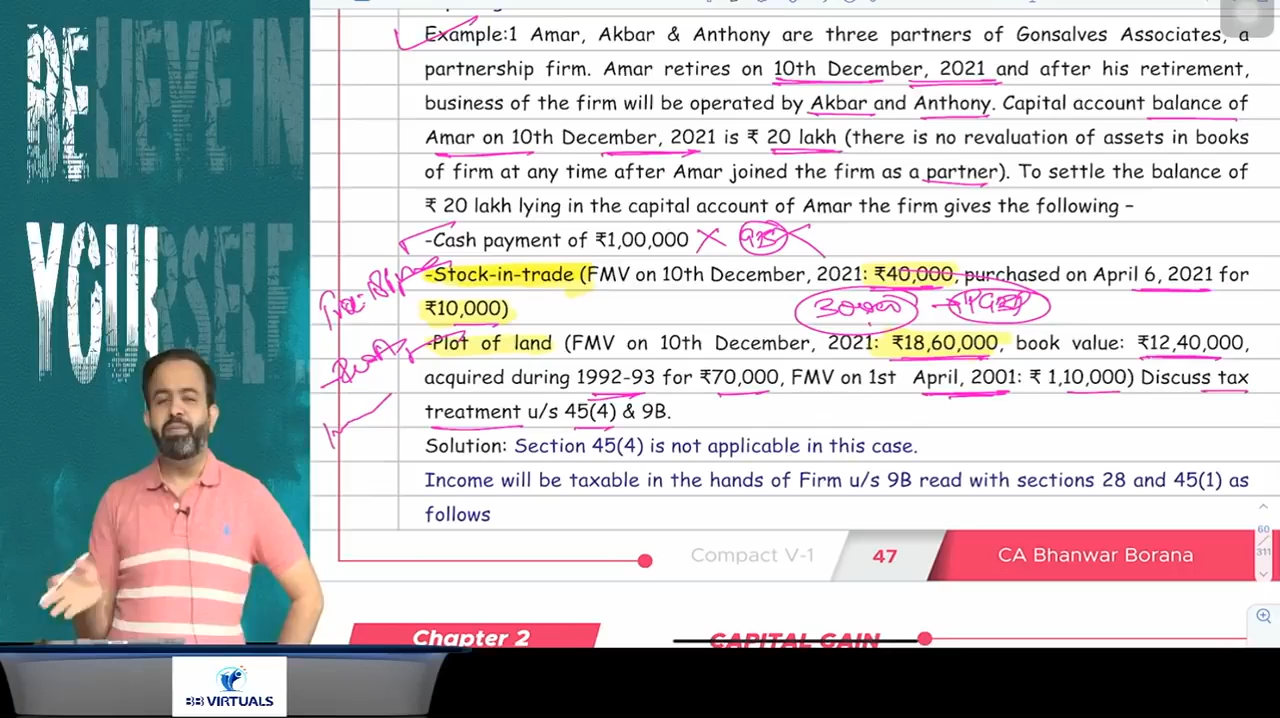 BELIEVE IN
YOURSELF
Example:1 Amar, Akbar & Anthony are three partners of Gonsalves Associates, a
partnership firm. Amar retires on 10th December, 2021 and after his retirement,
business of the firm will be operated by Akbar and Anthony. Capital account balance of
Amar on 10th December, 2021 is ₹ 20 lakh (there is no revaluation of assets in books
of firm at any time after Amar joined the firm as a partner). To settle the balance of
₹ 20 lakh lying in the capital account of Amar the firm gives the following –
-Cash payment of ₹1,00,000
-Stock-in-trade (FMV on 10th December, 2021: ₹40,000, purchased on April 6, 2021 for
₹10,000) 30000 PGBP
-Plot of land (FMV on 10th December, 2021: ₹18,60,000, book value: ₹12,40,000,
acquired during 1992-93 for ₹70,000, FMV on 1st April, 2001: ₹ 1,10,000) Discuss tax
treatment u/s 45(4) & 9B.
Solution: Section 45(4) is not applicable in this case.
Income will be taxable in the hands of Firm u/s 9B read with sections 28 and 45(1) as
follows
Compact V-1 47 CA Bhanwar Borana
60
311
Chapter 2 CAPITAL GAIN
BB VIRTUALS